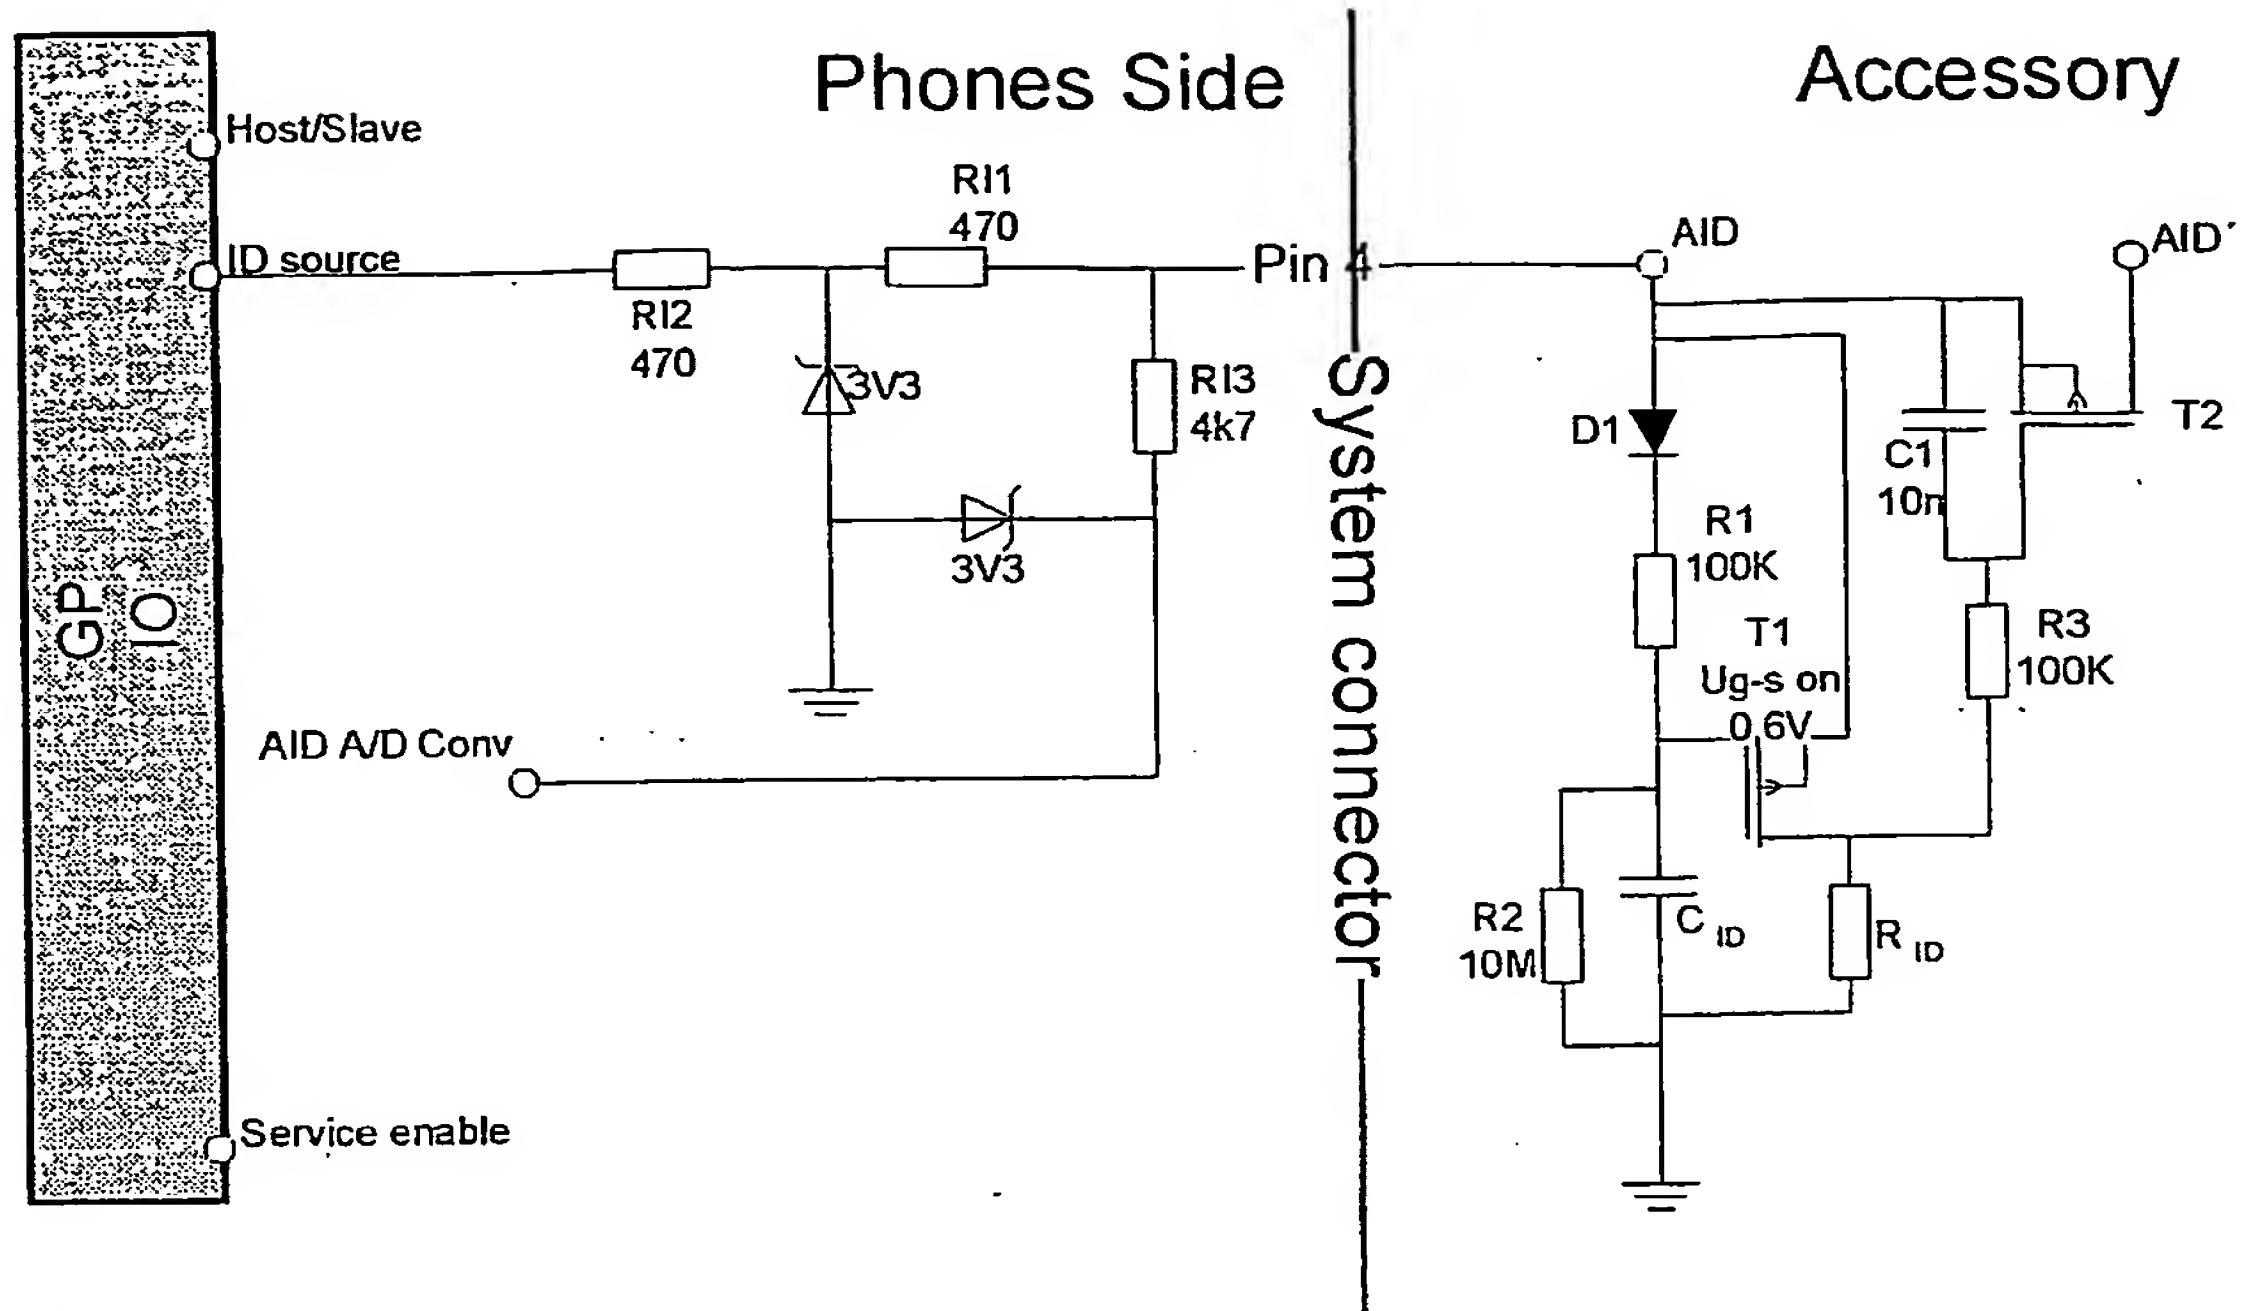 Phones Side
Accessory
Host/Slave
RI1
470
ID source
Pin 4
AID
AID'
RI2
470
3V3
RI3
4k7
3V3
System connector
D1
R1
100K
C1
10n
T2
T1
Ug-s on
0.6V
R3
100K
GP
IO
AID A/D Conv
R2
10M
C ID
R ID
Service enable